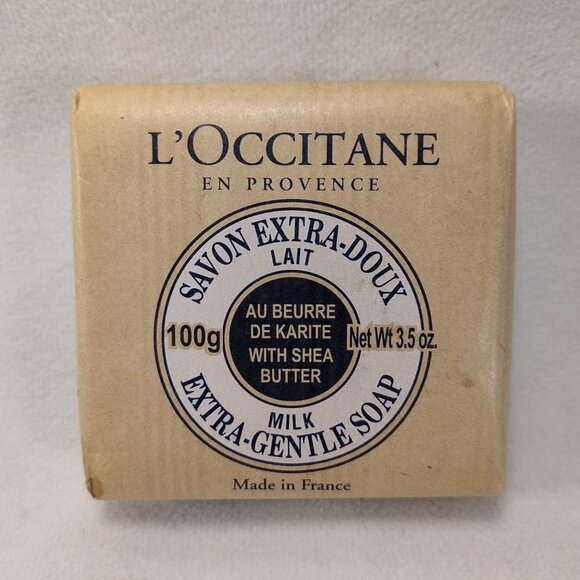 L'OCCITANE
EN PROVENCE
SAVON EXTRA-DOUX
LAIT
100g
AU BEURRE
DE KARITE
WITH SHEA
BUTTER
Net Wt 3.5 oz.
MILK
EXTRA-GENTLE SOAP
Made in France